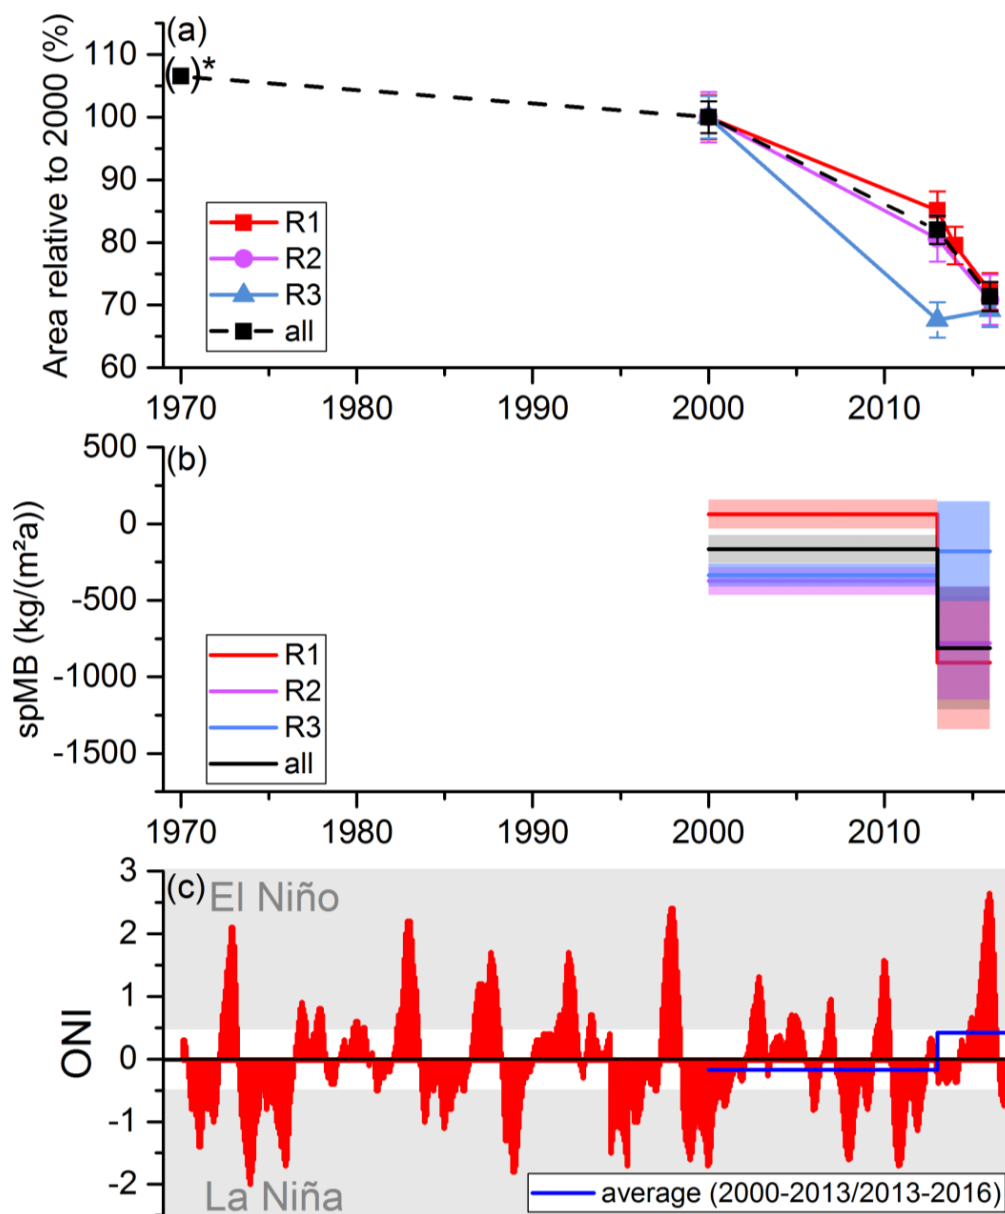 (a)
Area relative to 2000 (%)
110
100
90
80
70
60
( )*
R1
R2
R3
all
1970 1980 1990 2000 2010
(b)
spMB (kg/(m²a))
500
0
-500
-1000
-1500
R1
R2
R3
all
1970 1980 1990 2000 2010
(c)
El Niño
ONI
3
2
1
0
-1
-2
La Niña
average (2000-2013/2013-2016)